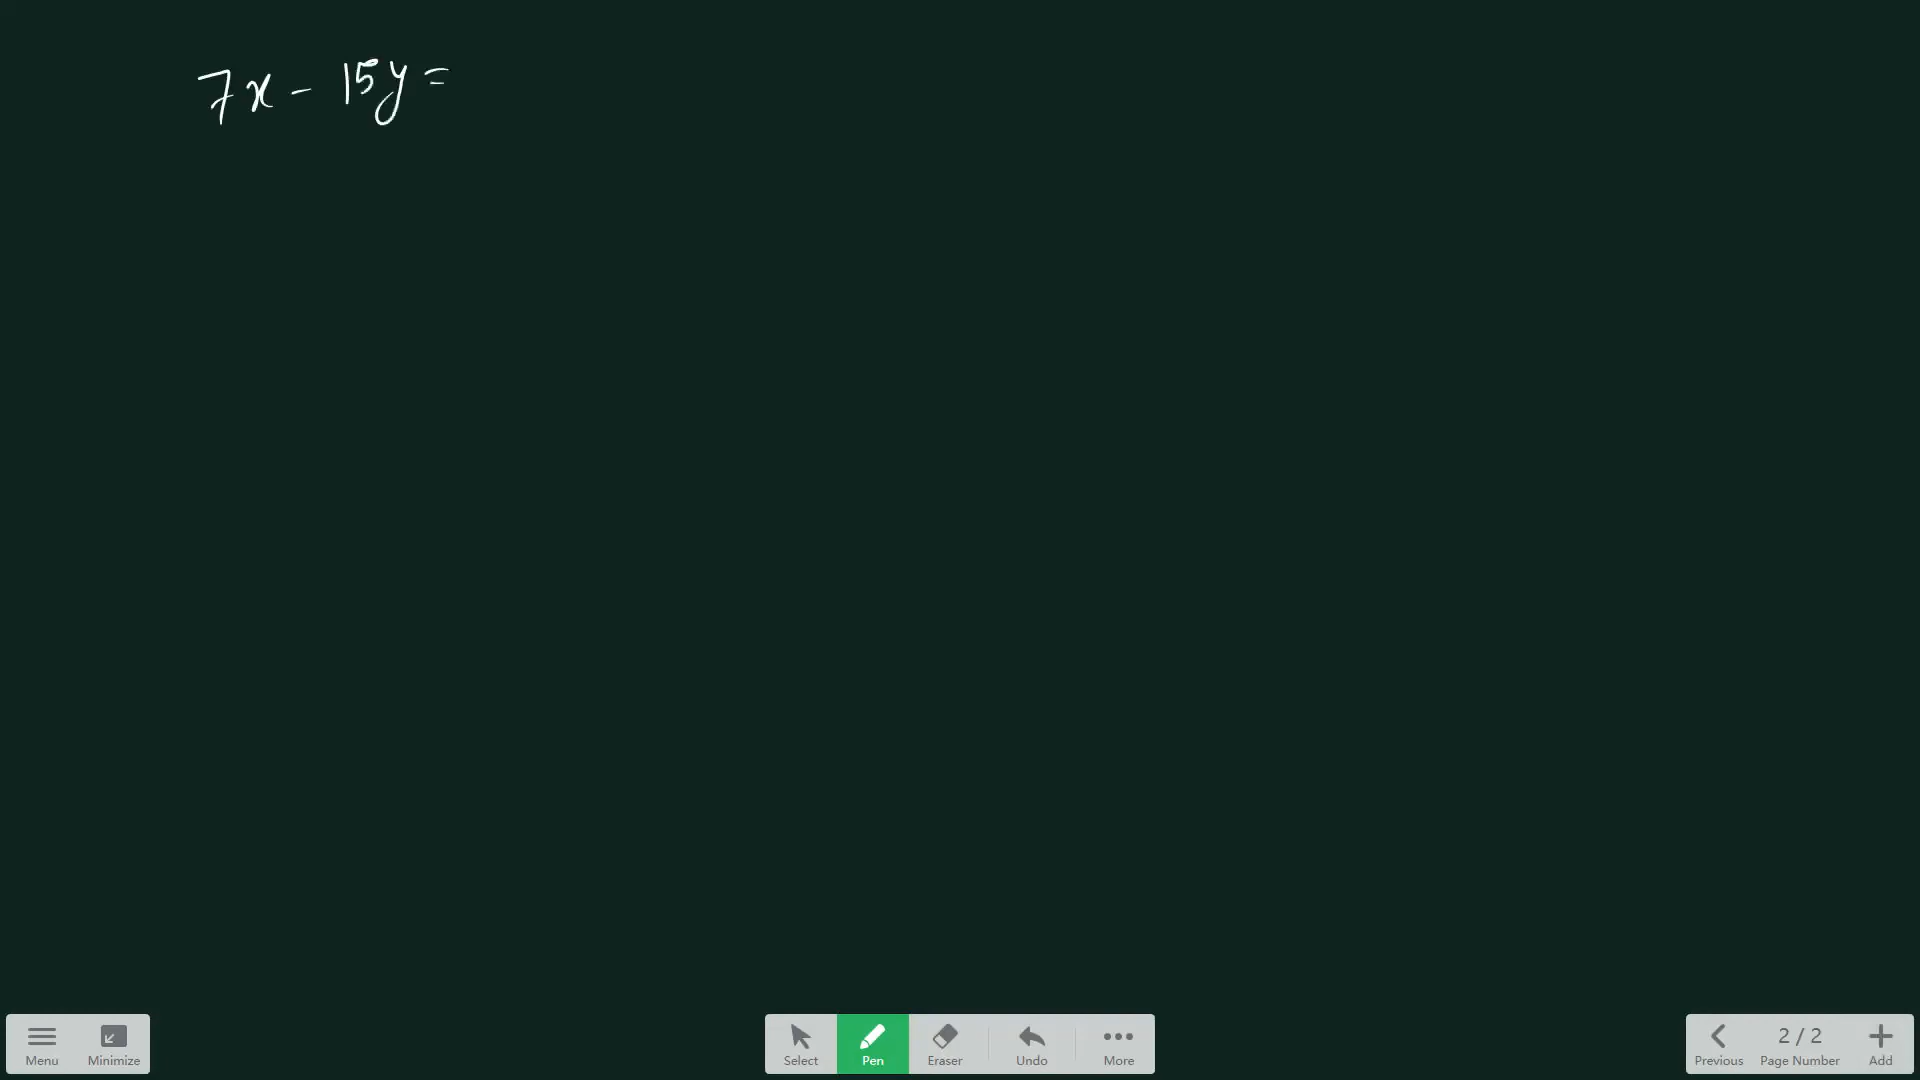 7x - 15y =
Menu
Minimize
Select
Pen
Eraser
Undo
More
Previous
2 / 2
Page Number
Add